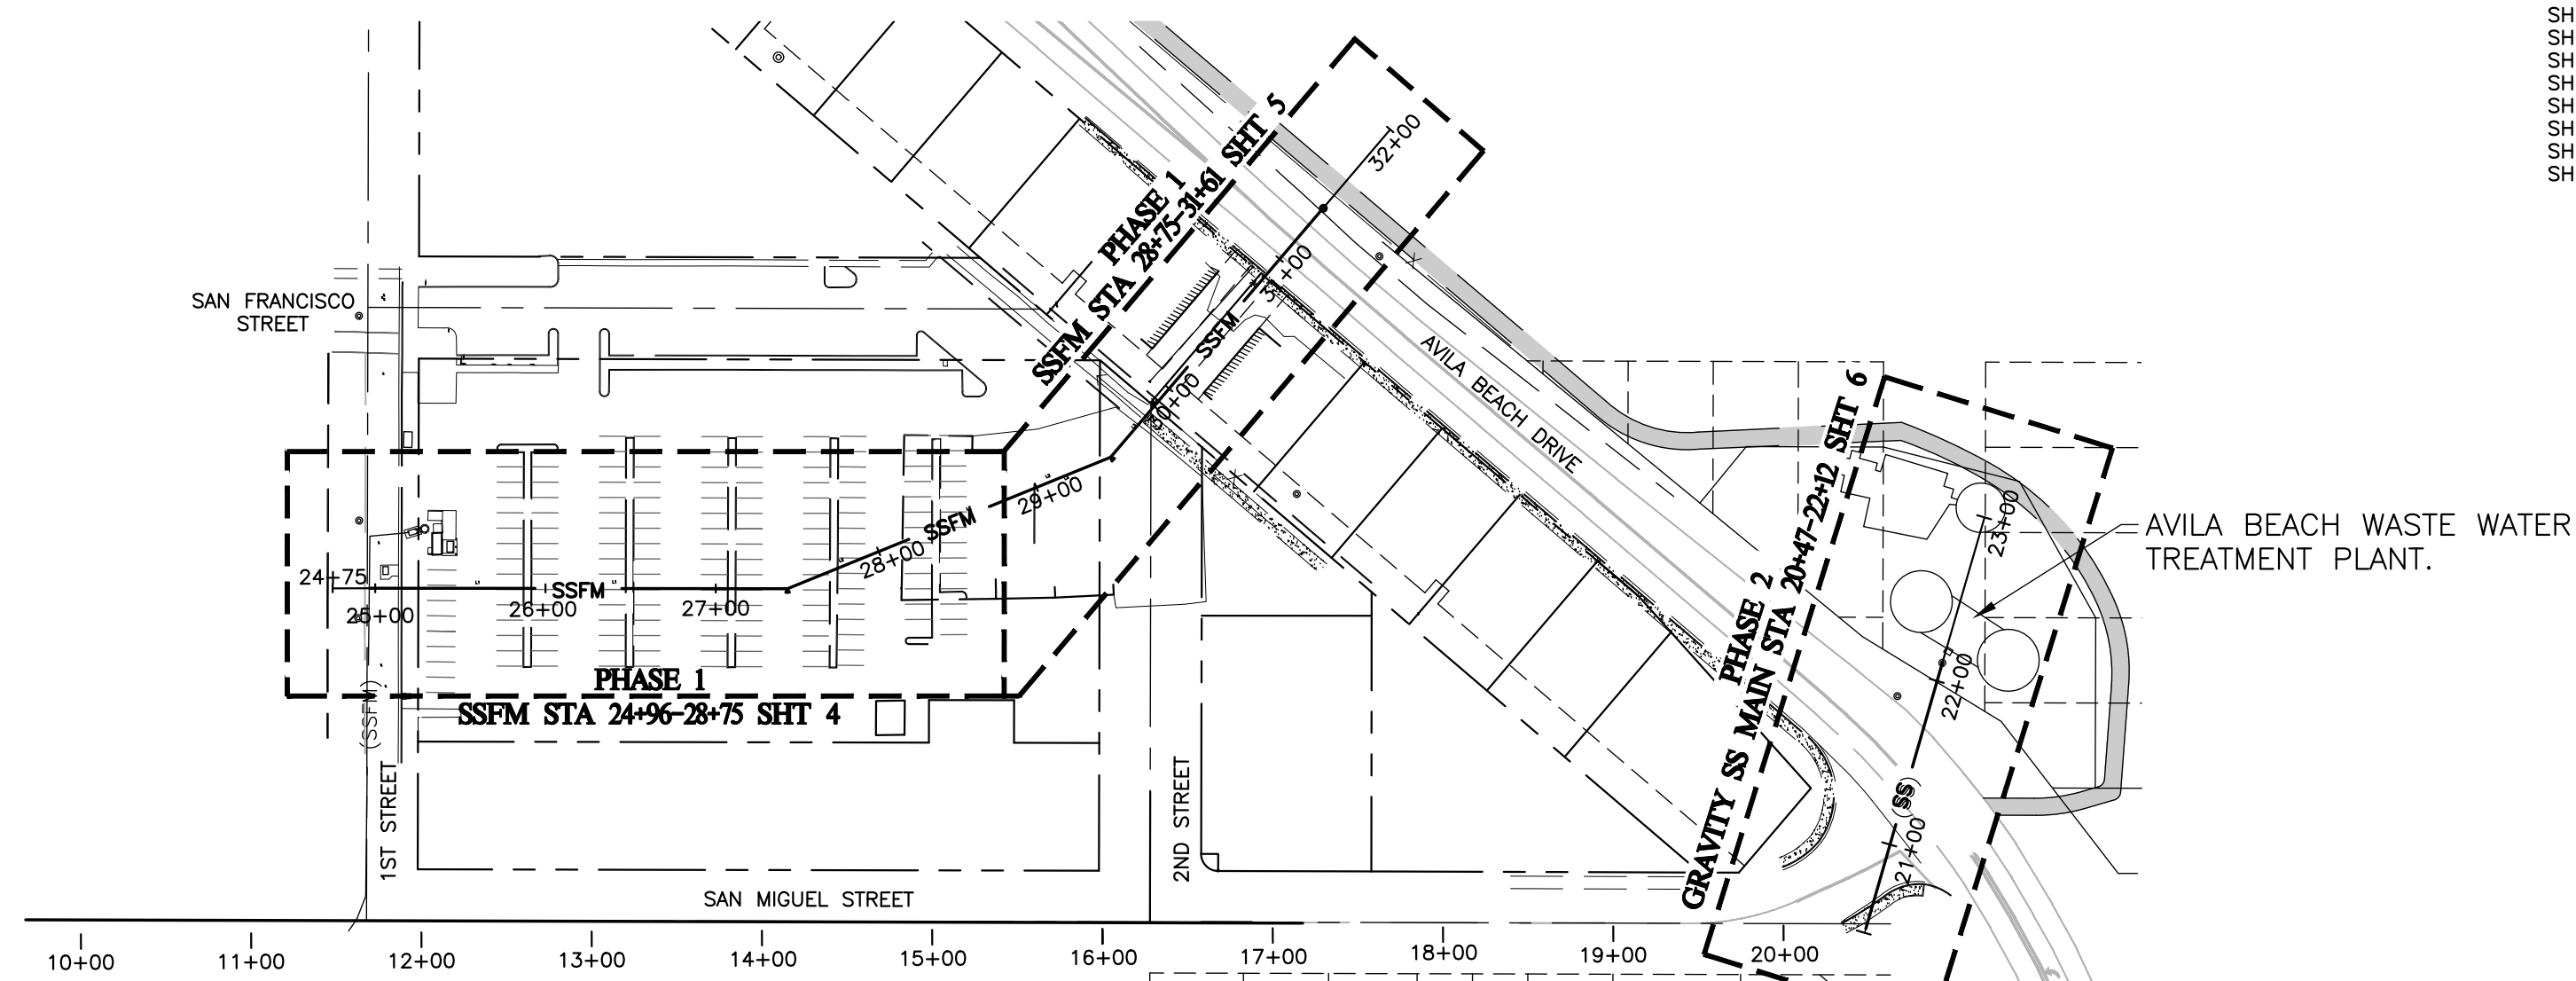 SH
SH
SH
SH
SH
SH
SH
SH
PHASE 1
SSFM STA 28+75-31+61 SHT 5
32+00
SAN FRANCISCO
STREET
SSFM
AVILA BEACH DRIVE
29+00
SSFM
28+00
24+75
25+00
SSFM
26+00
27+00
PHASE 1
SSFM STA 24+96-28+75 SHT 4
(SSFM)
1ST STREET
2ND STREET
SAN MIGUEL STREET
PHASE 2
GRAVITY SS MAIN STA 20+47-22+12 SHT 6
23+00
AVILA BEACH WASTE WATER
TREATMENT PLANT.
22+00
(SS)
21+00
10+00
11+00
12+00
13+00
14+00
15+00
16+00
17+00
18+00
19+00
20+00